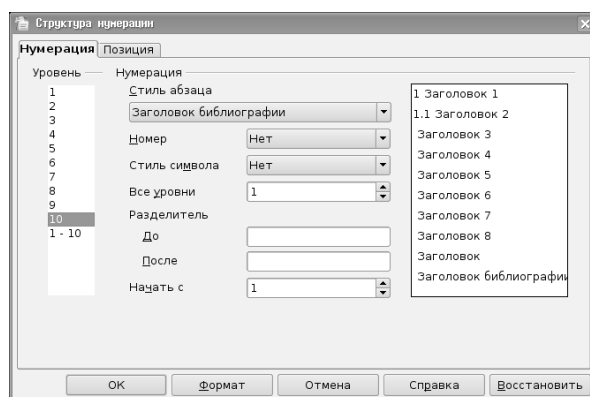 Структура нумерации
Нумерация Позиция
Уровень
1
2
3
4
5
6
7
8
9
10
1 - 10
Нумерация
Стиль абзаца
Заголовок библиографии
Номер Нет
Стиль символа Нет
Все уровни 1
Разделитель
До
После
Начать с 1
1 Заголовок 1
1.1 Заголовок 2
Заголовок 3
Заголовок 4
Заголовок 5
Заголовок 6
Заголовок 7
Заголовок 8
Заголовок
Заголовок библиографии
OK Формат Отмена Справка Восстановить